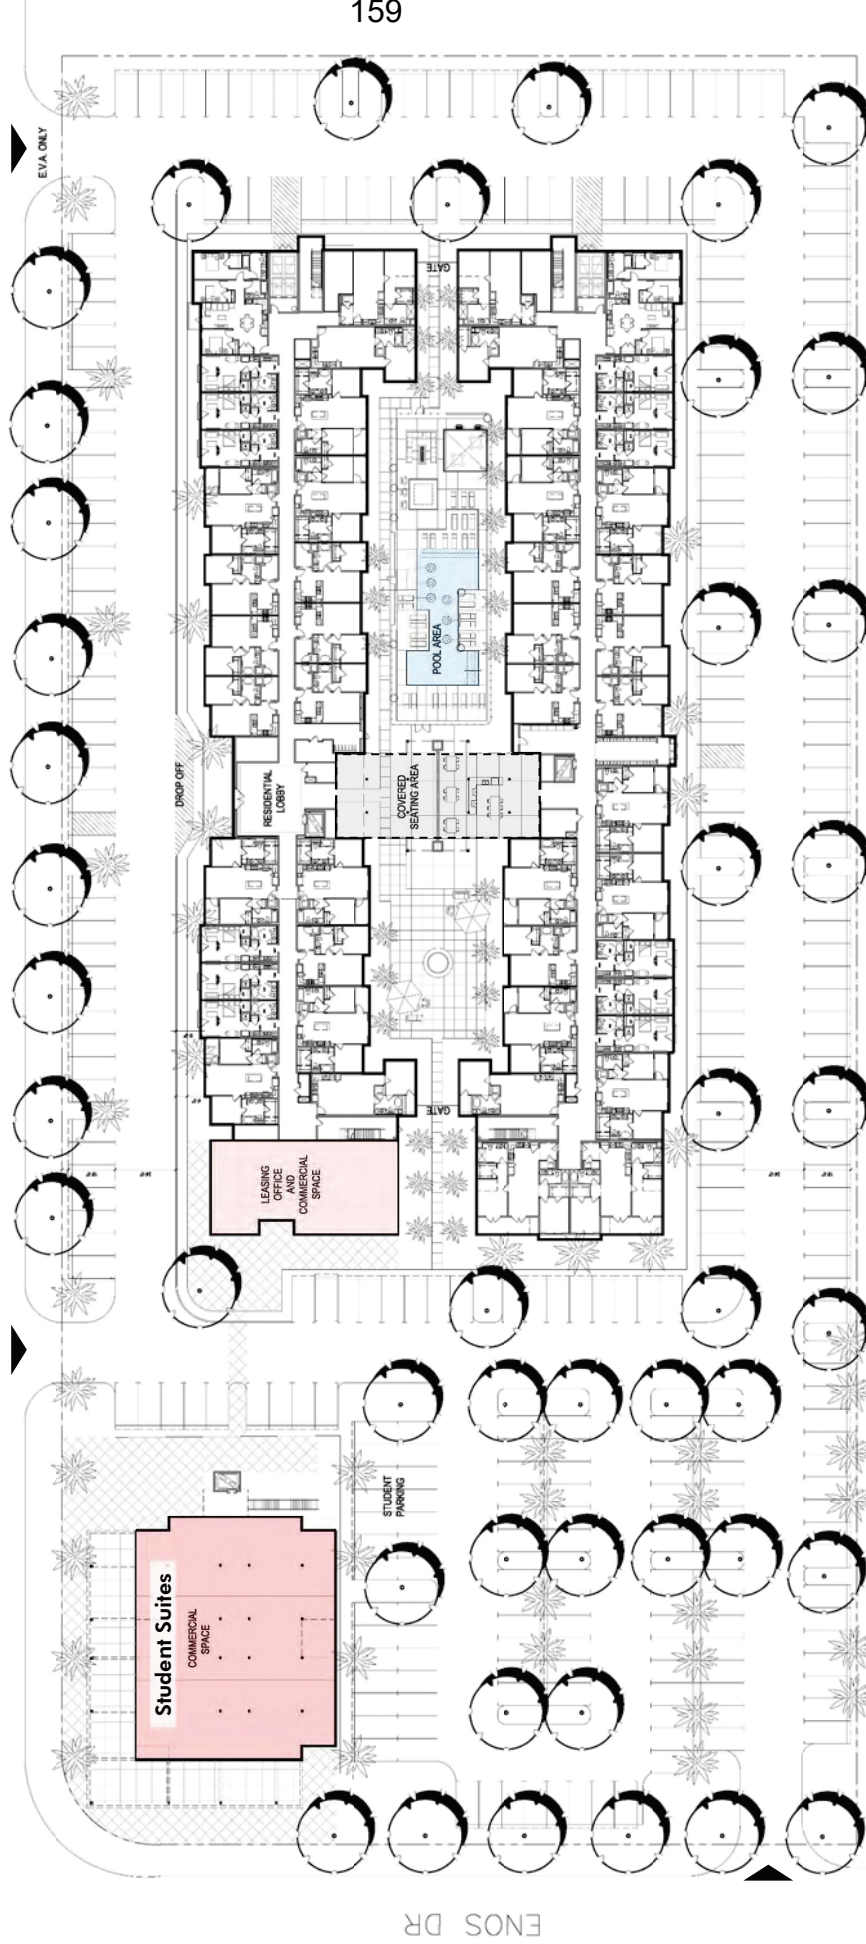 159
E.V.A. ONLY
GATE
POOL AREA
DROP OFF
RESIDENTIAL
LOBBY
COVERED
SEATING AREA
GATE
LEASING
OFFICE
AND
COMMERCIAL
SPACE
STUDENT
PARKING
Student Suites
COMMERCIAL
SPACE
ENOS DR